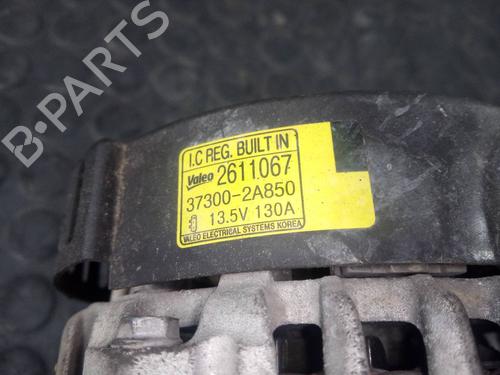 I.C REG. BUILT IN
Valeo 2611067
37300-2A850
13.5V 130A
VALEO ELECTRICAL SYSTEMS KOREA
B-PARTS